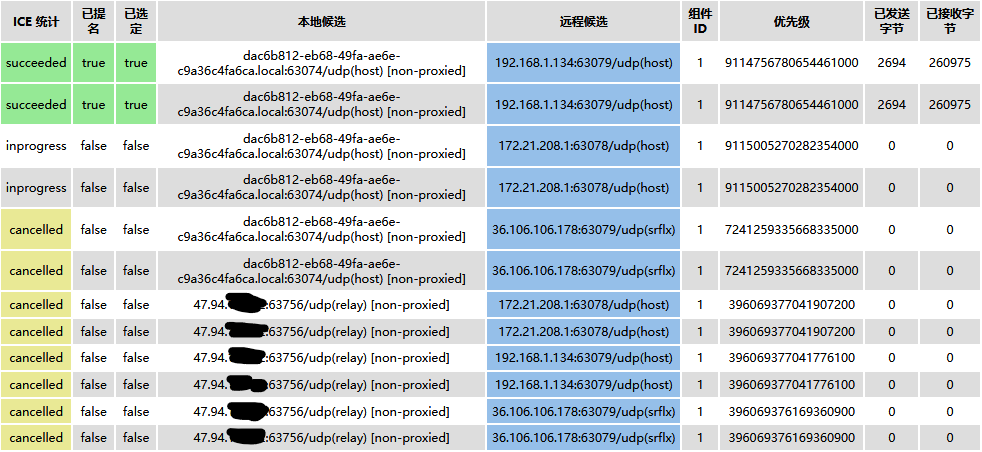 ICE 统计 已提名 已选定 本地候选 远程候选 组件 ID 优先级 已发送字节 已接收字节
succeeded true true dac6b812-eb68-49fa-ae6e-c9a36c4fa6ca.local:63074/udp(host) [non-proxied] 192.168.1.134:63079/udp(host) 1 9114756780654461000 2694 260975
succeeded true true dac6b812-eb68-49fa-ae6e-c9a36c4fa6ca.local:63074/udp(host) [non-proxied] 192.168.1.134:63079/udp(host) 1 9114756780654461000 2694 260975
inprogress false false dac6b812-eb68-49fa-ae6e-c9a36c4fa6ca.local:63074/udp(host) [non-proxied] 172.21.208.1:63078/udp(host) 1 9115005270282354000 0 0
inprogress false false dac6b812-eb68-49fa-ae6e-c9a36c4fa6ca.local:63074/udp(host) [non-proxied] 172.21.208.1:63078/udp(host) 1 9115005270282354000 0 0
cancelled false false dac6b812-eb68-49fa-ae6e-c9a36c4fa6ca.local:63074/udp(host) [non-proxied] 36.106.106.178:63079/udp(srflx) 1 7241259335668335000 0 0
cancelled false false dac6b812-eb68-49fa-ae6e-c9a36c4fa6ca.local:63074/udp(host) [non-proxied] 36.106.106.178:63079/udp(srflx) 1 7241259335668335000 0 0
cancelled false false 47.94. :63756/udp(relay) [non-proxied] 172.21.208.1:63078/udp(host) 1 396069377041907200 0 0
cancelled false false 47.94. :63756/udp(relay) [non-proxied] 172.21.208.1:63078/udp(host) 1 396069377041907200 0 0
cancelled false false 47.94. :63756/udp(relay) [non-proxied] 192.168.1.134:63079/udp(host) 1 396069377041776100 0 0
cancelled false false 47.94. :63756/udp(relay) [non-proxied] 192.168.1.134:63079/udp(host) 1 396069377041776100 0 0
cancelled false false 47.94. :63756/udp(relay) [non-proxied] 36.106.106.178:63079/udp(srflx) 1 396069376169360900 0 0
cancelled false false 47.94. :63756/udp(relay) [non-proxied] 36.106.106.178:63079/udp(srflx) 1 396069376169360900 0 0